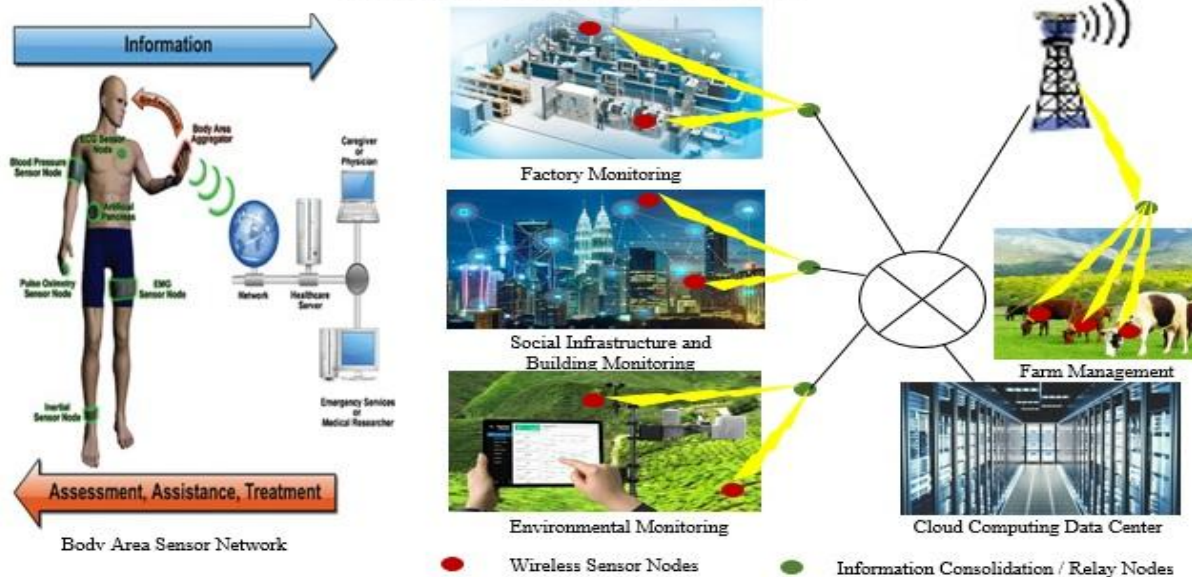 Information
ECG Sensor
Node
Body Area
Aggregator
Blood Pressure
Sensor Node
Artificial
Pancreas
Pulse Oximetry
Sensor Node
EMG
Sensor Node
Inertial
Sensor Node
Network
Healthcare
Server
Caregiver
or
Physician
Emergency Services
or
Medical Researcher
Assessment, Assistance, Treatment
Body Area Sensor Network
Factory Monitoring
Social Infrastructure and
Building Monitoring
Environmental Monitoring
Farm Management
Cloud Computing Data Center
Wireless Sensor Nodes
Information Consolidation / Relay Nodes